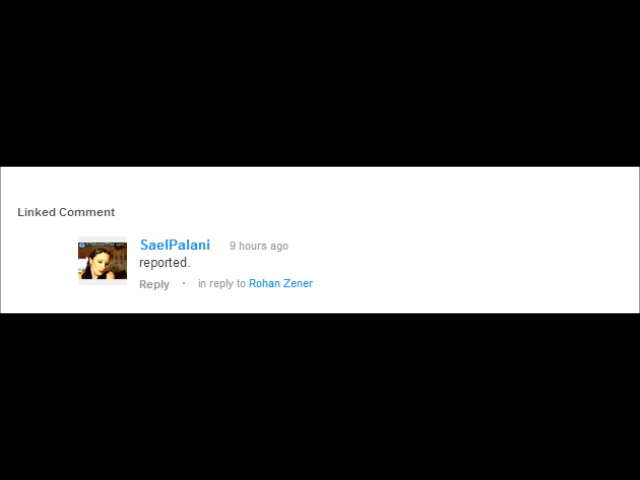 Linked Comment
SaelPalani 9 hours ago
reported.
Reply • in reply to Rohan Zener